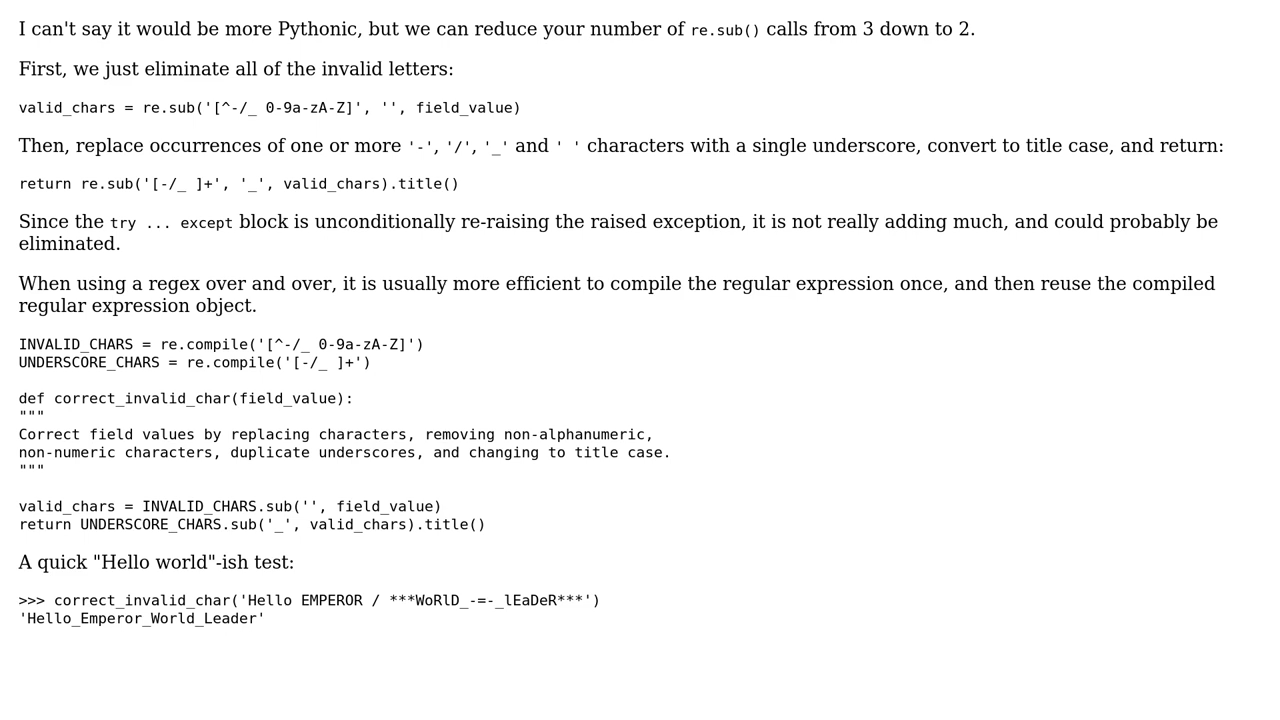 I can't say it would be more Pythonic, but we can reduce your number of re.sub() calls from 3 down to 2.
First, we just eliminate all of the invalid letters:
valid_chars = re.sub('[^-/_ 0-9a-zA-Z]', '', field_value)
Then, replace occurrences of one or more '-', '/', '_' and ' ' characters with a single underscore, convert to title case, and return:
return re.sub('[-/_ ]+', '_', valid_chars).title()
Since the try ... except block is unconditionally re-raising the raised exception, it is not really adding much, and could probably be
eliminated.
When using a regex over and over, it is usually more efficient to compile the regular expression once, and then reuse the compiled
regular expression object.
INVALID_CHARS = re.compile('[^-/_ 0-9a-zA-Z]')
UNDERSCORE_CHARS = re.compile('[-/_ ]+')
def correct_invalid_char(field_value):
"""
Correct field values by replacing characters, removing non-alphanumeric,
non-numeric characters, duplicate underscores, and changing to title case.
"""
valid_chars = INVALID_CHARS.sub('', field_value)
return UNDERSCORE_CHARS.sub('_', valid_chars).title()
A quick "Hello world"-ish test:
>>> correct_invalid_char('Hello EMPEROR / ***WoRlD_-=-_lEaDeR***')
'Hello_Emperor_World_Leader'